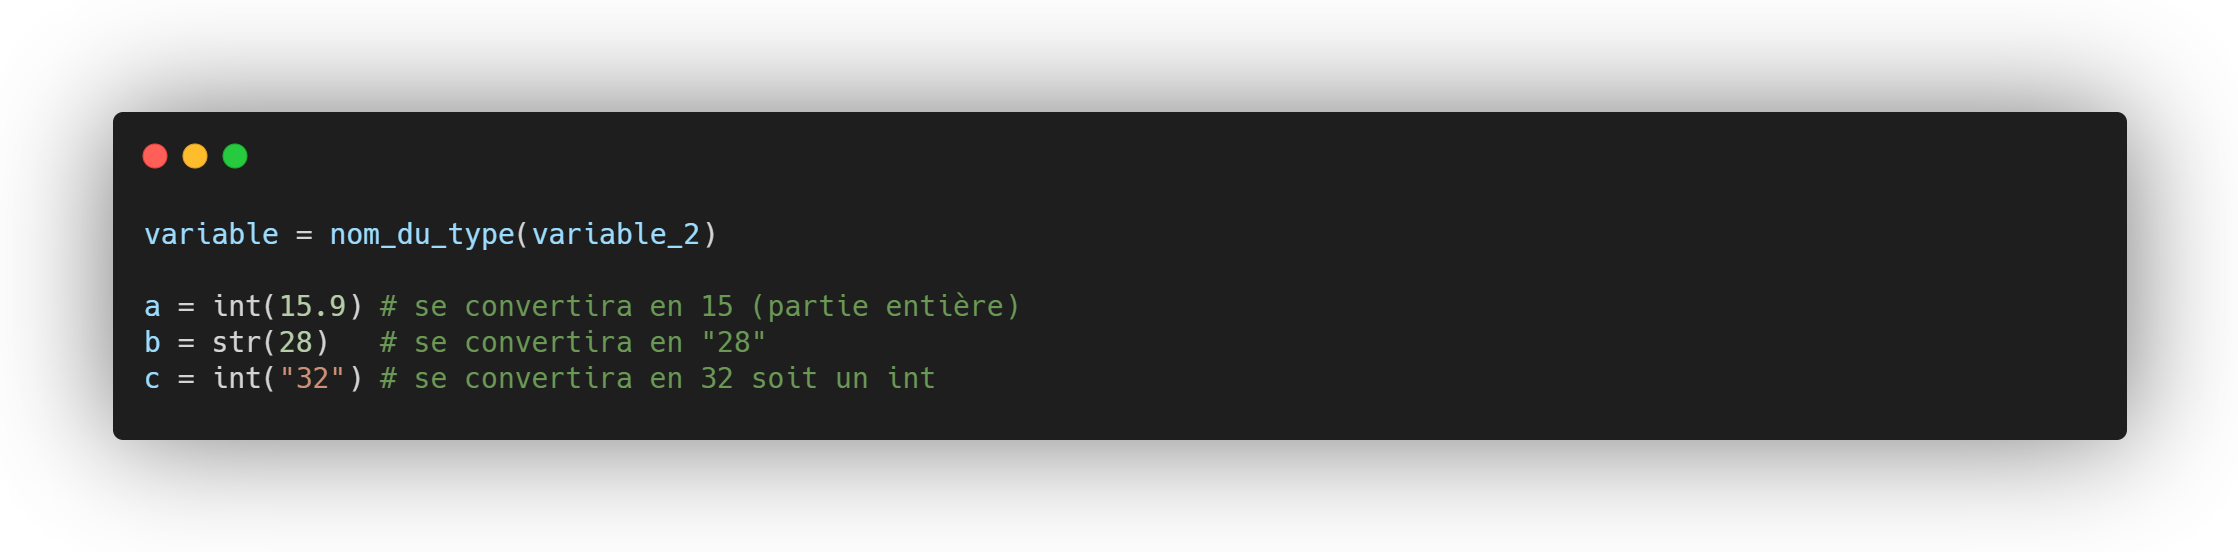 variable = nom_du_type(variable_2)
a = int(15.9) # se convertira en 15 (partie entière)
b = str(28)   # se convertira en "28"
c = int("32") # se convertira en 32 soit un int